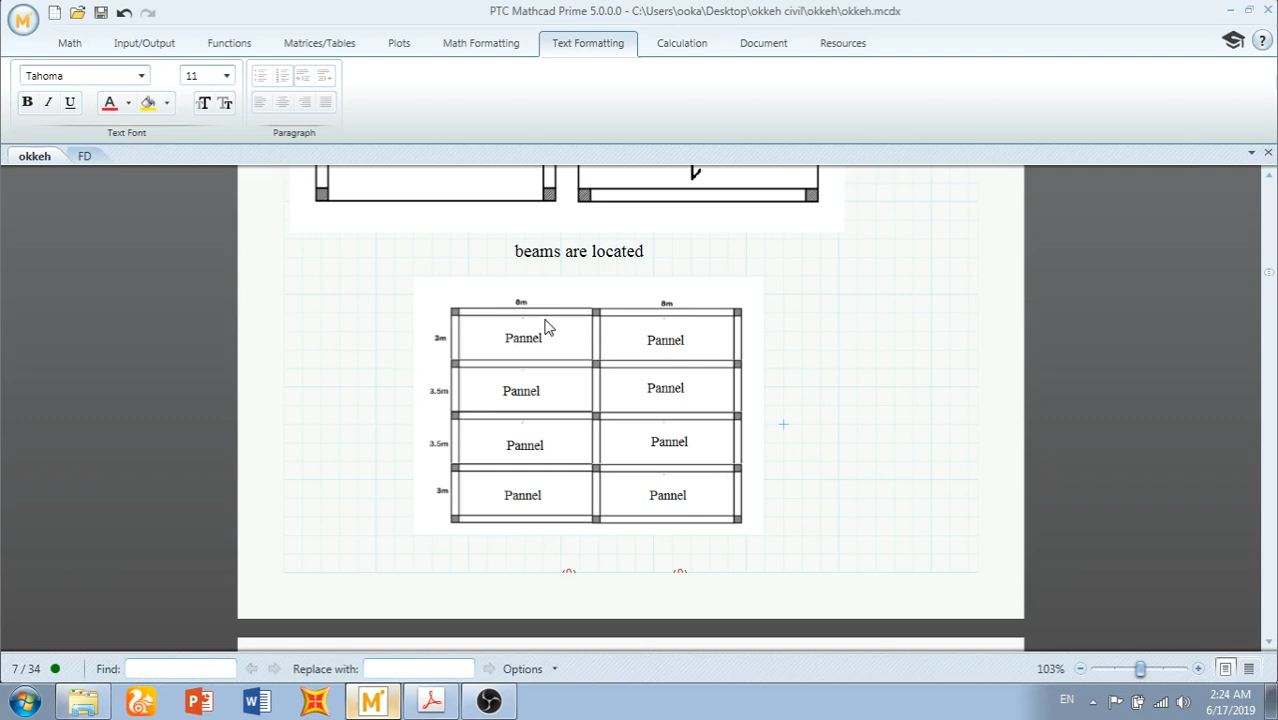 PTC Mathcad Prime 5.0.0.0 - C:\Users\ooka\Desktop\okkeh civil\okkeh\okkeh.mcdx
Math Input/Output Functions Matrices/Tables Plots Math Formatting Text Formatting Calculation Document Resources
Tahoma 11
B I U A
Text Font Paragraph
okkeh FD
beams are located
8m 8m
3m Pannel Pannel
3.5m Pannel Pannel
3.5m Pannel Pannel
3m Pannel Pannel
(0) (0)
7 / 34 Find: Replace with: Options 103%
EN 2:24 AM
6/17/2019